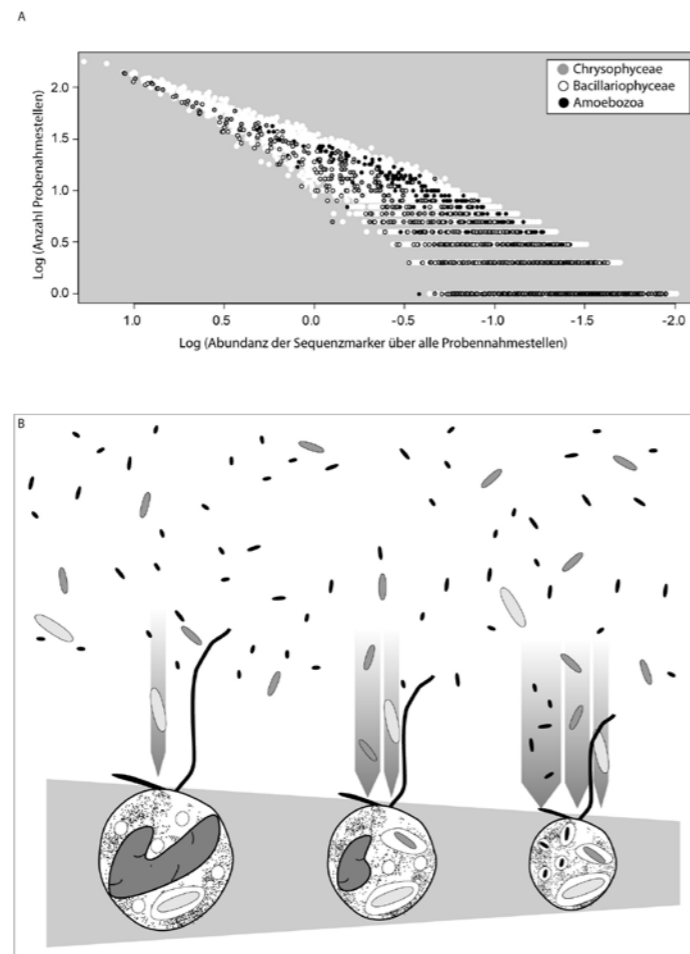 A
Log (Anzahl Probenahmestellen)
2.0
1.5
1.0
0.5
0.0
Chrysophyceae
Bacillariophyceae
Amoebozoa
1.0 0.5 0.0 -0.5 -1.0 -1.5 -2.0
Log (Abundanz der Sequenzmarker über alle Probennahmestellen)
B